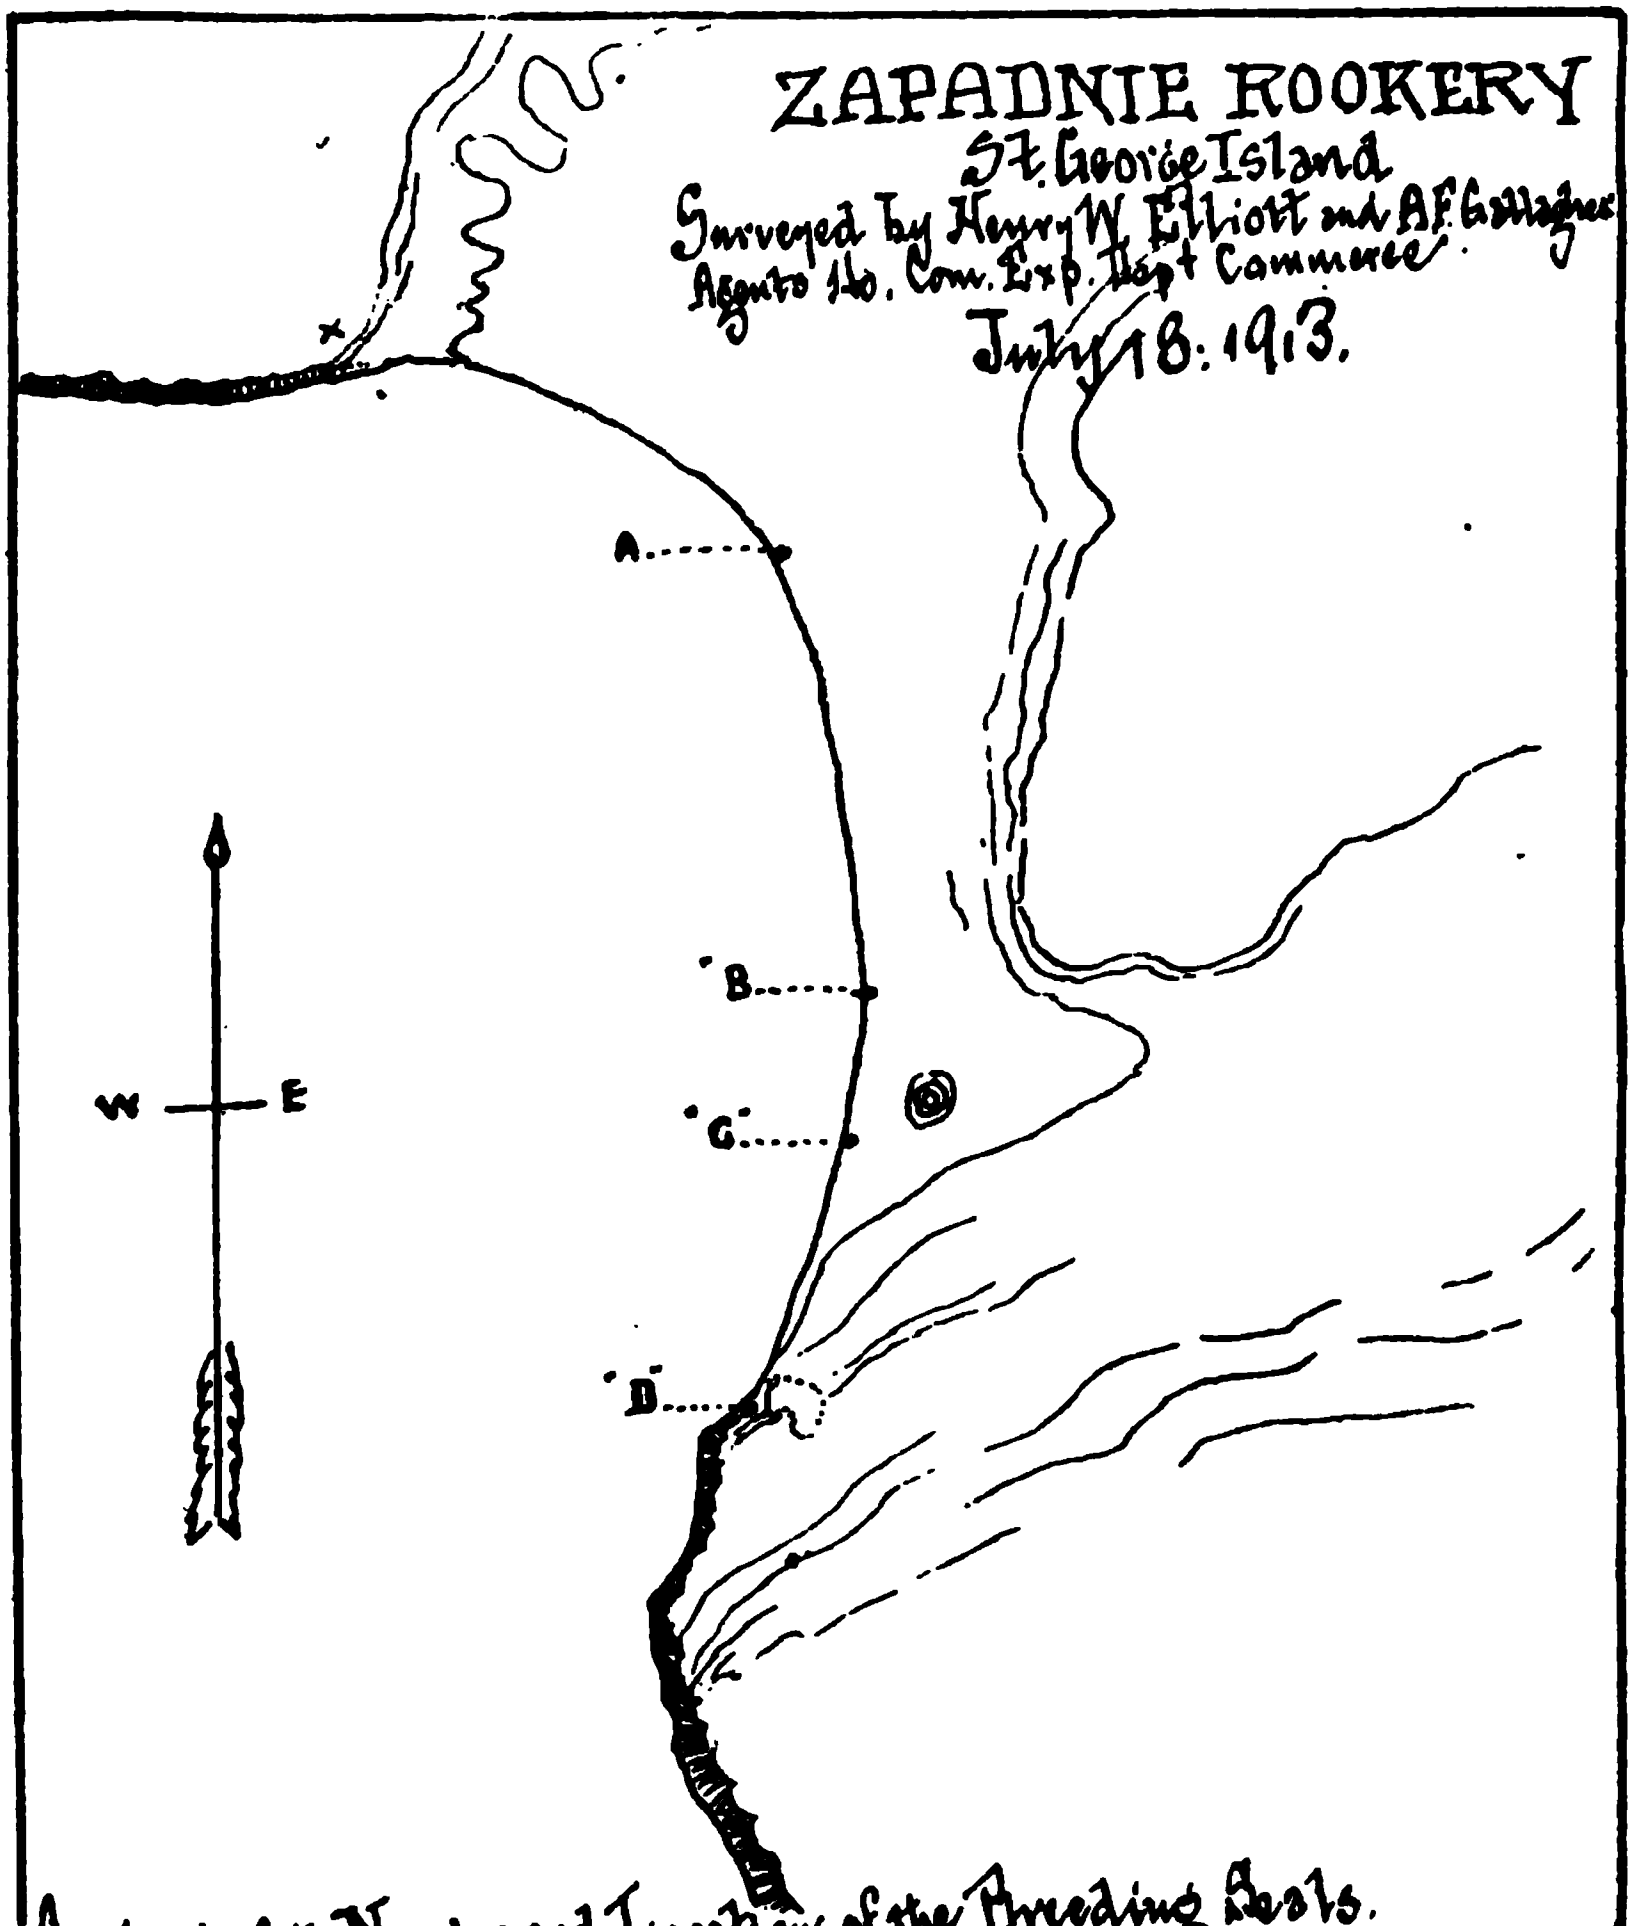 ZAPADNIE ROOKERY
St. George Island
Surveyed by Henry W. Elliott and A.F. Gallagher
Agents Ho. Com. Exp. Dept Commerce.
July 18: 1913.
A
"B
W E
"C"
"D"
of the Breeding Seals.